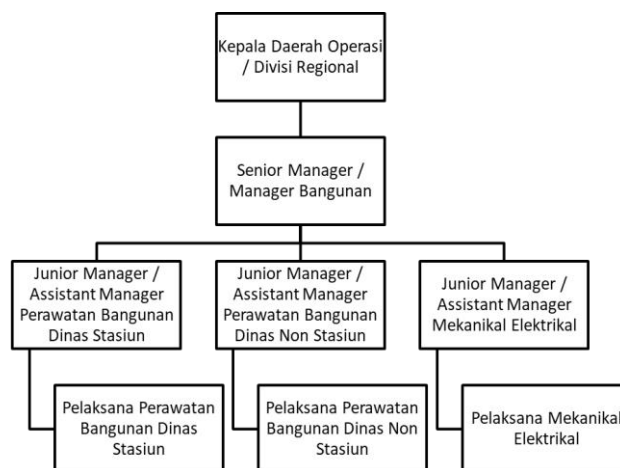 Kepala Daerah Operasi
/ Divisi Regional
Senior Manager /
Manager Bangunan
Junior Manager /
Assistant Manager
Perawatan Bangunan
Dinas Stasiun
Junior Manager /
Assistant Manager
Perawatan Bangunan
Dinas Non Stasiun
Junior Manager /
Assistant Manager
Mekanikal Elektrikal
Pelaksana Perawatan
Bangunan Dinas
Stasiun
Pelaksana Perawatan
Bangunan Dinas Non
Stasiun
Pelaksana Mekanikal
Elektrikal